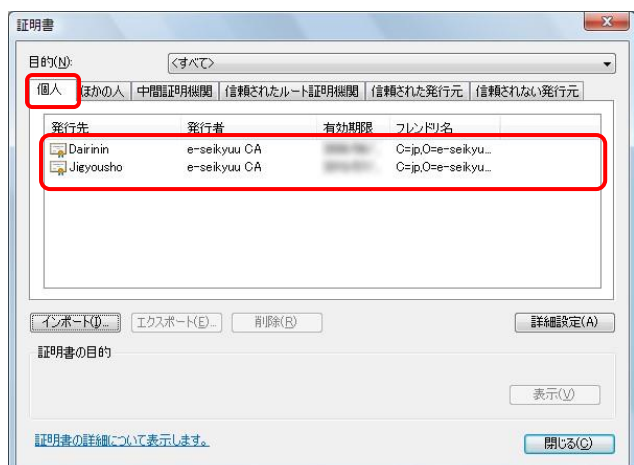 証明書
目的(N): <すべて>
個人 ほかの人 中間証明機関 信頼されたルート証明機関 信頼された発行元 信頼されない発行元
発行先 発行者 有効期限 フレンドリ名
Dairinin e-seikyuu CA C=jp,O=e-seikyu...
Jigyousho e-seikyuu CA C=jp,O=e-seikyu...
インポート(I)... エクスポート(E)... 削除(R) 詳細設定(A)
証明書の目的
表示(V)
証明書の詳細について表示します。 閉じる(C)